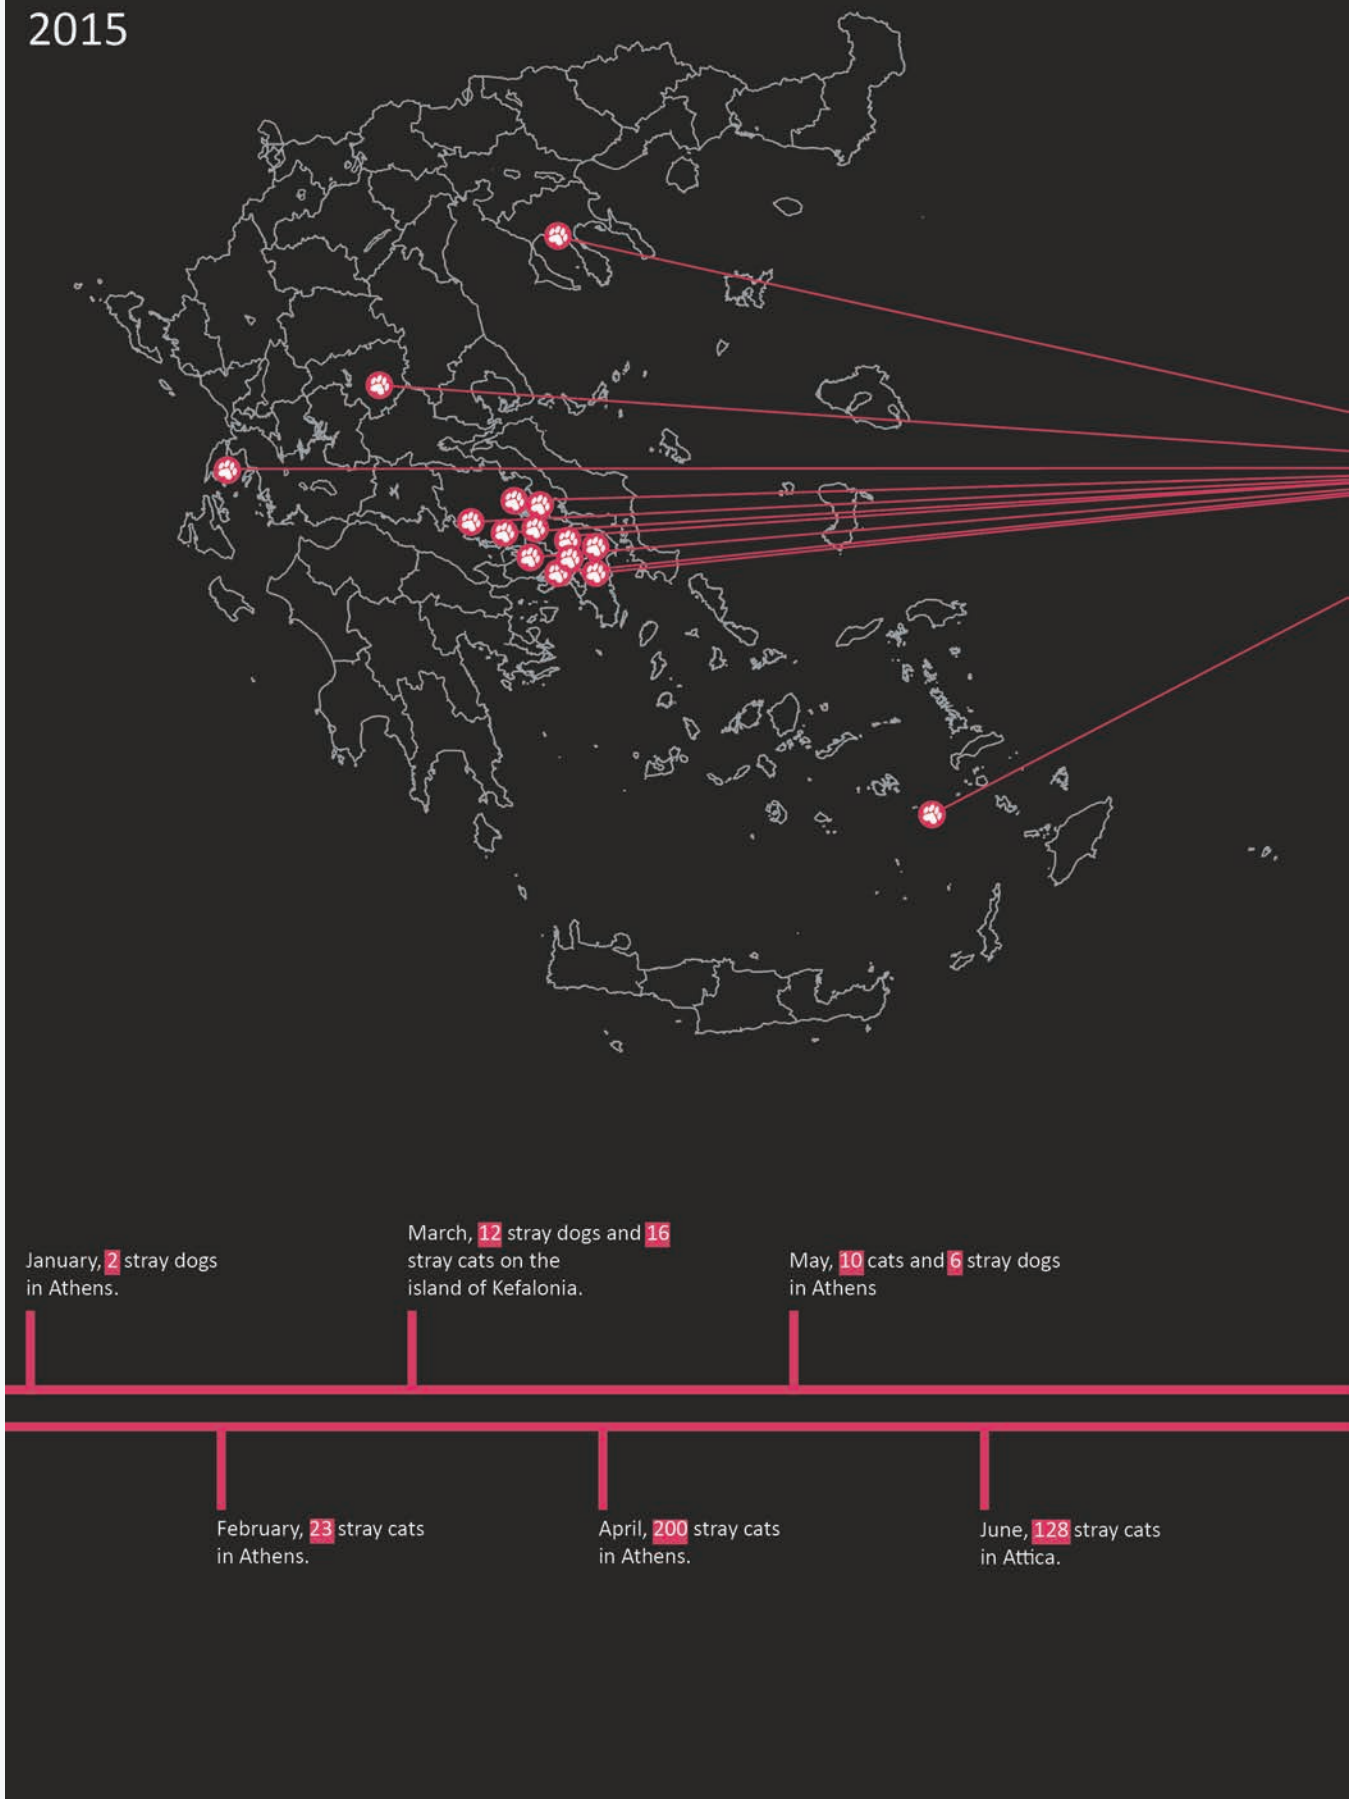 2015
January, 2 stray dogs
in Athens.
March, 12 stray dogs and 16
stray cats on the
island of Kefalonia.
May, 10 cats and 6 stray dogs
in Athens
February, 23 stray cats
in Athens.
April, 200 stray cats
in Athens.
June, 128 stray cats
in Attica.